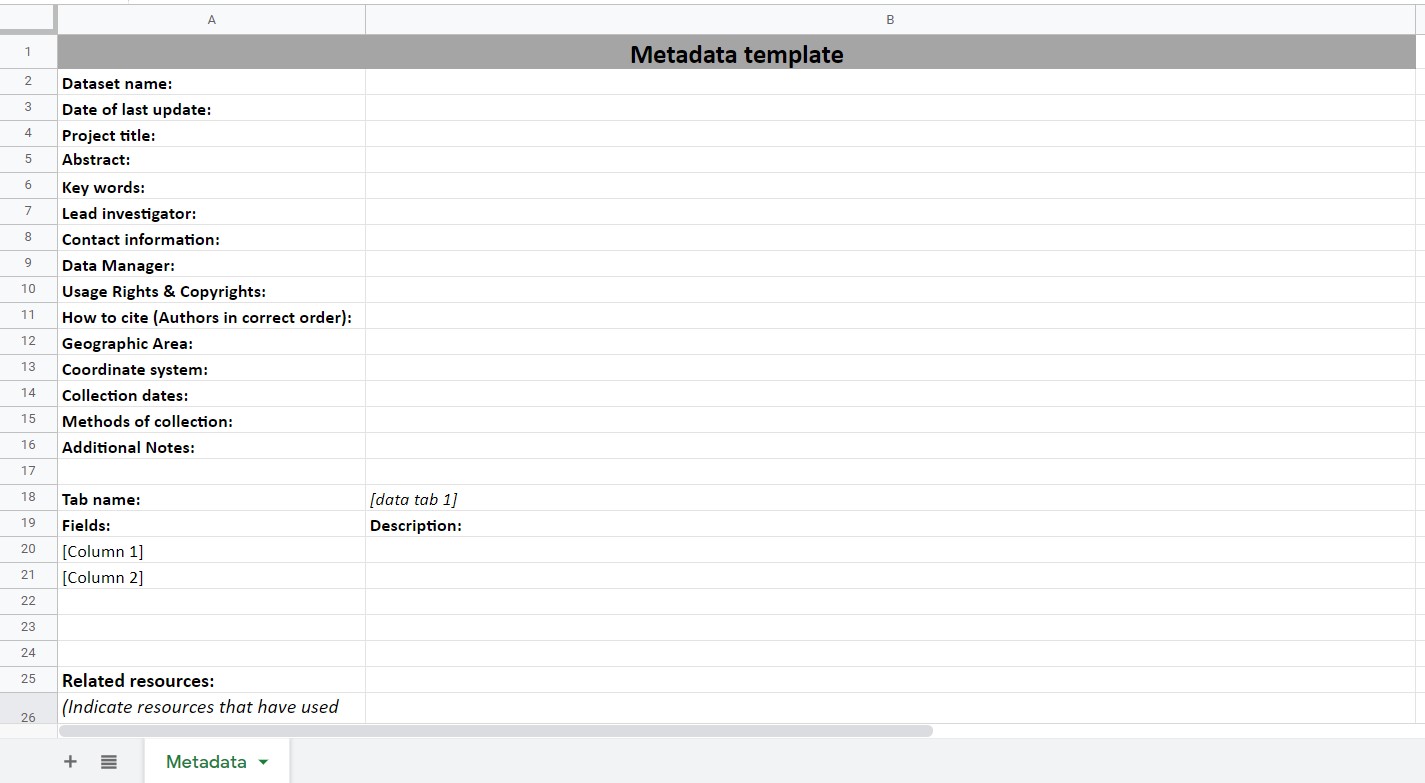 A B
1 Metadata template
2 Dataset name:
3 Date of last update:
4 Project title:
5 Abstract:
6 Key words:
7 Lead investigator:
8 Contact information:
9 Data Manager:
10 Usage Rights & Copyrights:
11 How to cite (Authors in correct order):
12 Geographic Area:
13 Coordinate system:
14 Collection dates:
15 Methods of collection:
16 Additional Notes:
17
18 Tab name: [data tab 1]
19 Fields: Description:
20 [Column 1]
21 [Column 2]
22
23
24
25 Related resources:
26 (Indicate resources that have used
Metadata